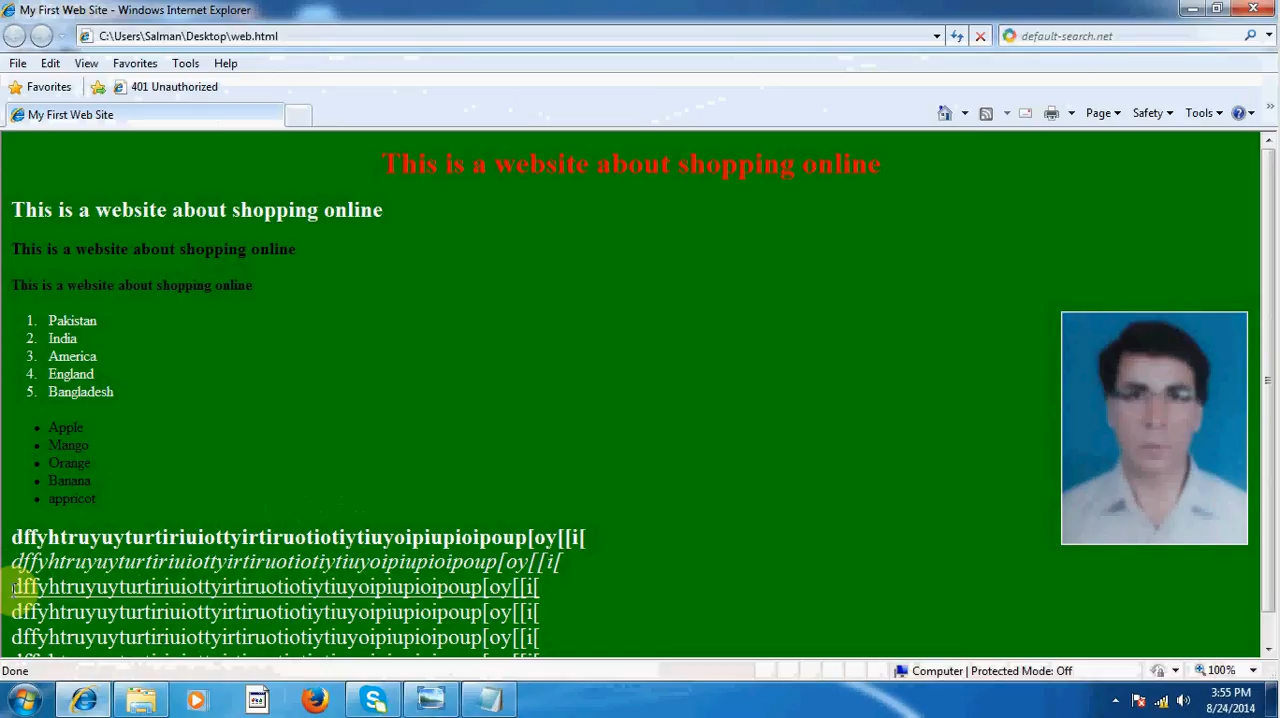 My First Web Site - Windows Internet Explorer
C:\Users\Salman\Desktop\web.html
default-search.net
File Edit View Favorites Tools Help
Favorites 401 Unauthorized
My First Web Site
Page Safety Tools
This is a website about shopping online
This is a website about shopping online
This is a website about shopping online
This is a website about shopping online
1. Pakistan
2. India
3. America
4. England
5. Bangladesh
• Apple
• Mango
• Orange
• Banana
• appricot
dffyhtruyuyturtiriuiottyirtiruotiotiytiuyoipiupioipoup[oy[[i[
dffyhtruyuyturtiriuiottyirtiruotiotiytiuyoipiupioipoup[oy[[i[
dffyhtruyuyturtiriuiottyirtiruotiotiytiuyoipiupioipoup[oy[[i[
dffyhtruyuyturtiriuiottyirtiruotiotiytiuyoipiupioipoup[oy[[i[
dffyhtruyuyturtiriuiottyirtiruotiotiytiuyoipiupioipoup[oy[[i[
Done
Computer | Protected Mode: Off
100%
3:55 PM
8/24/2014